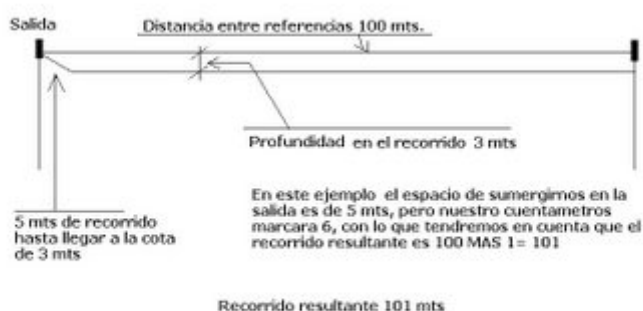 Salida
Distancia entre referencias 100 mts.
Profundidad en el recorrido 3 mts
5 mts de recorrido
hasta llegar a la cota
de 3 mts
En este ejemplo el espacio de sumergirnos en la
salida es de 5 mts, pero nuestro cuentametros
marcara 6, con lo que tendremos en cuenta que el
recorrido resultante es 100 MAS 1= 101
Recorrido resultante 101 mts